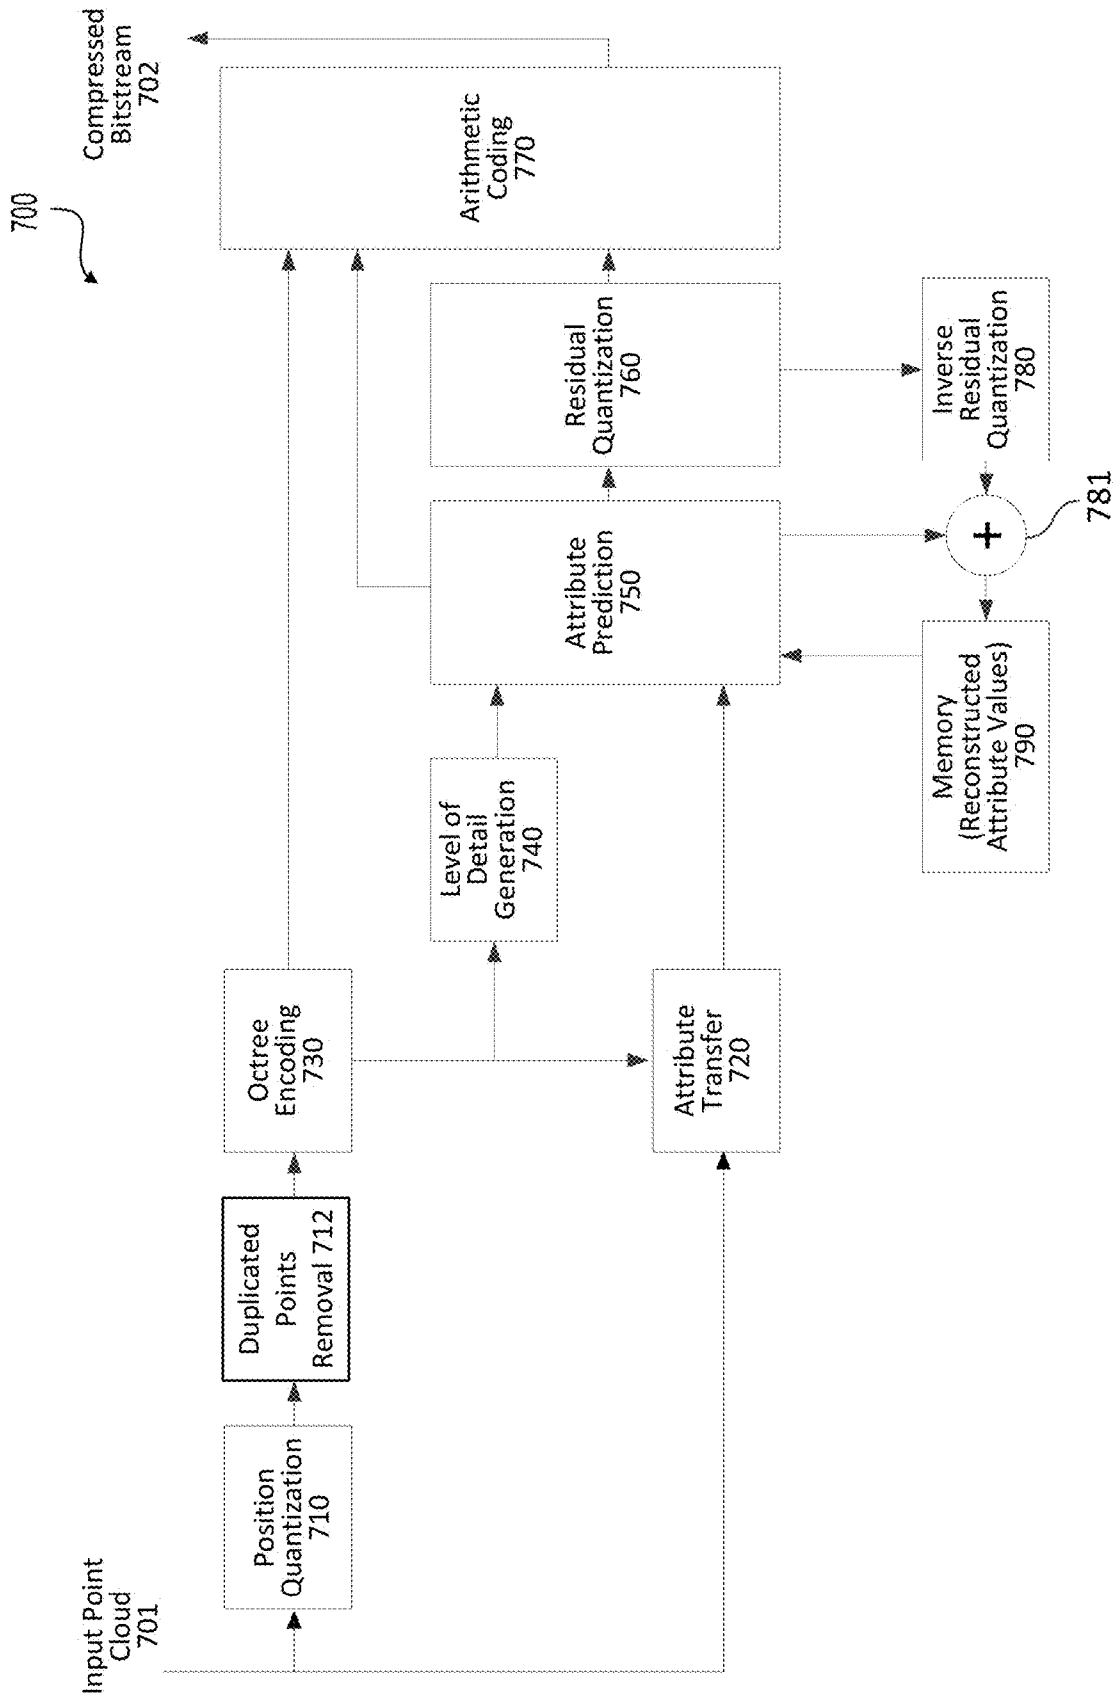 700
Input Point
Cloud
701
Compressed
Bitstream
702
Position
Quantization
710
Duplicated
Points
Removal 712
Octree
Encoding
730
Arithmetic
Coding
770
Level of
Detail
Generation
740
Attribute
Prediction
750
Residual
Quantization
760
Attribute
Transfer
720
Memory
(Reconstructed
Attribute Values)
790
+
781
Inverse
Residual
Quantization
780